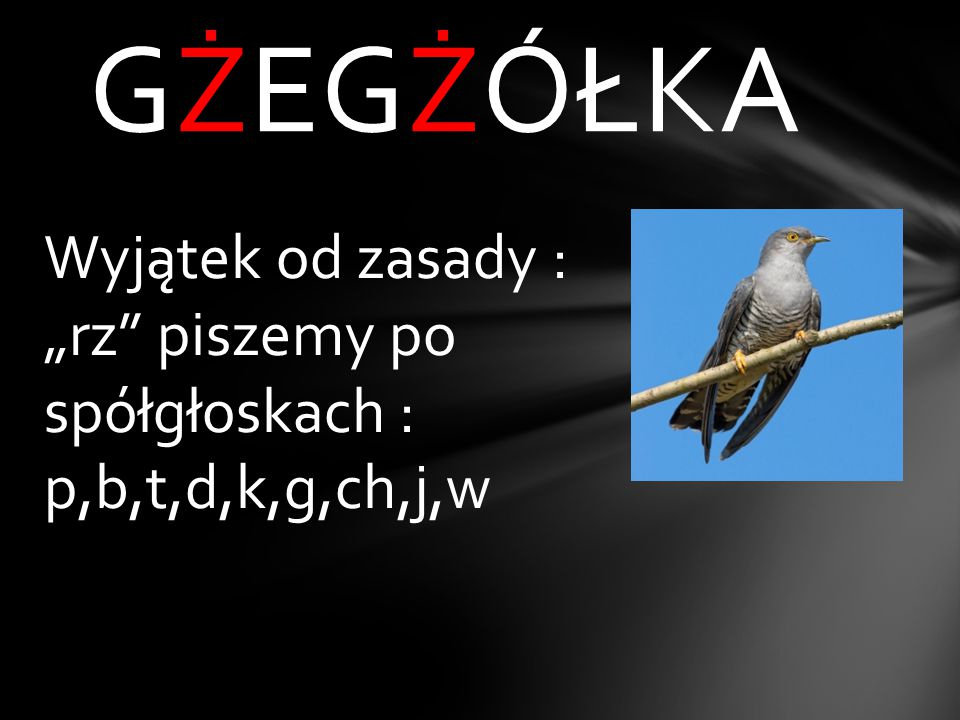 GŻEGŻÓŁKA
Wyjątek od zasady :
„rz” piszemy po
spółgłoskach :
p,b,t,d,k,g,ch,j,w